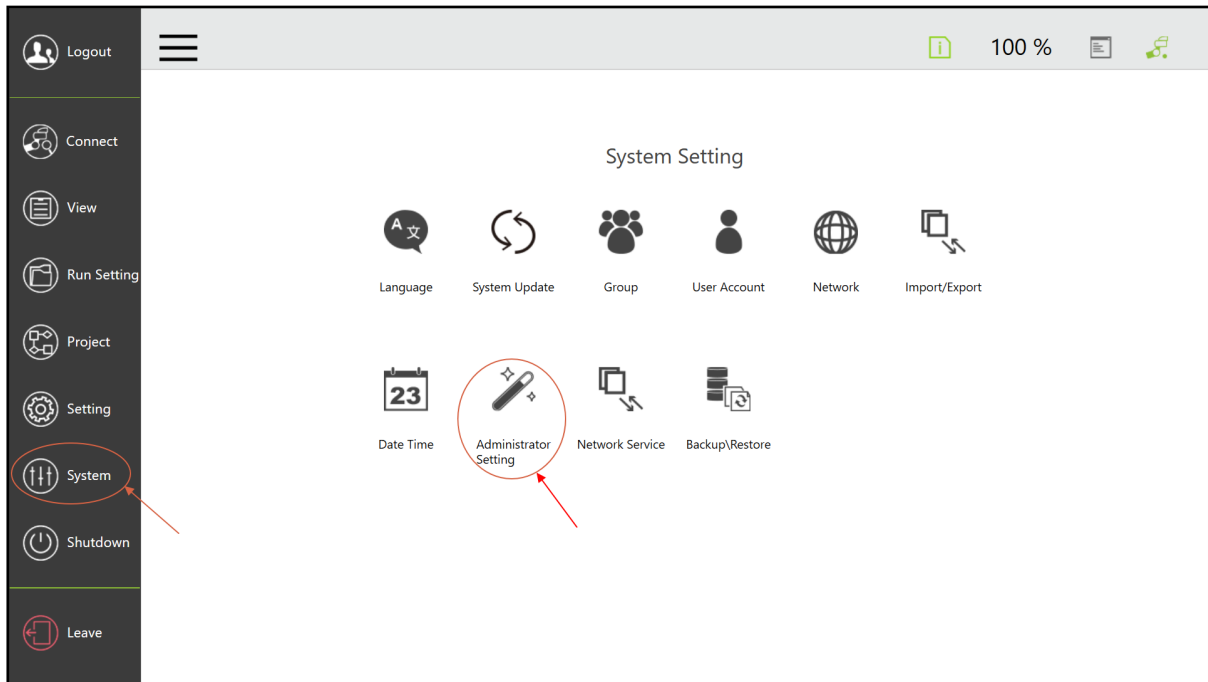 Logout
100 %
Connect
View
Run Setting
Project
Setting
System
Shutdown
Leave
System Setting
A 文
Language
System Update
Group
User Account
Network
Import/Export
23
Date Time
Administrator
Setting
Network Service
Backup\Restore